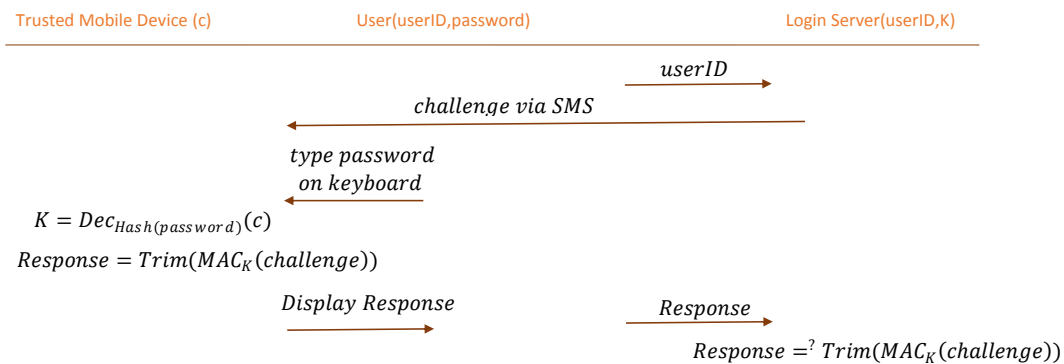 Trusted Mobile Device (c) User(userID,password) Login Server(userID,K)
userID
challenge via SMS
type password
on keyboard
K = Dec_{Hash(password)}(c)
Response = Trim(MAC_K(challenge))
Display Response
Response
Response =^? Trim(MAC_K(challenge))